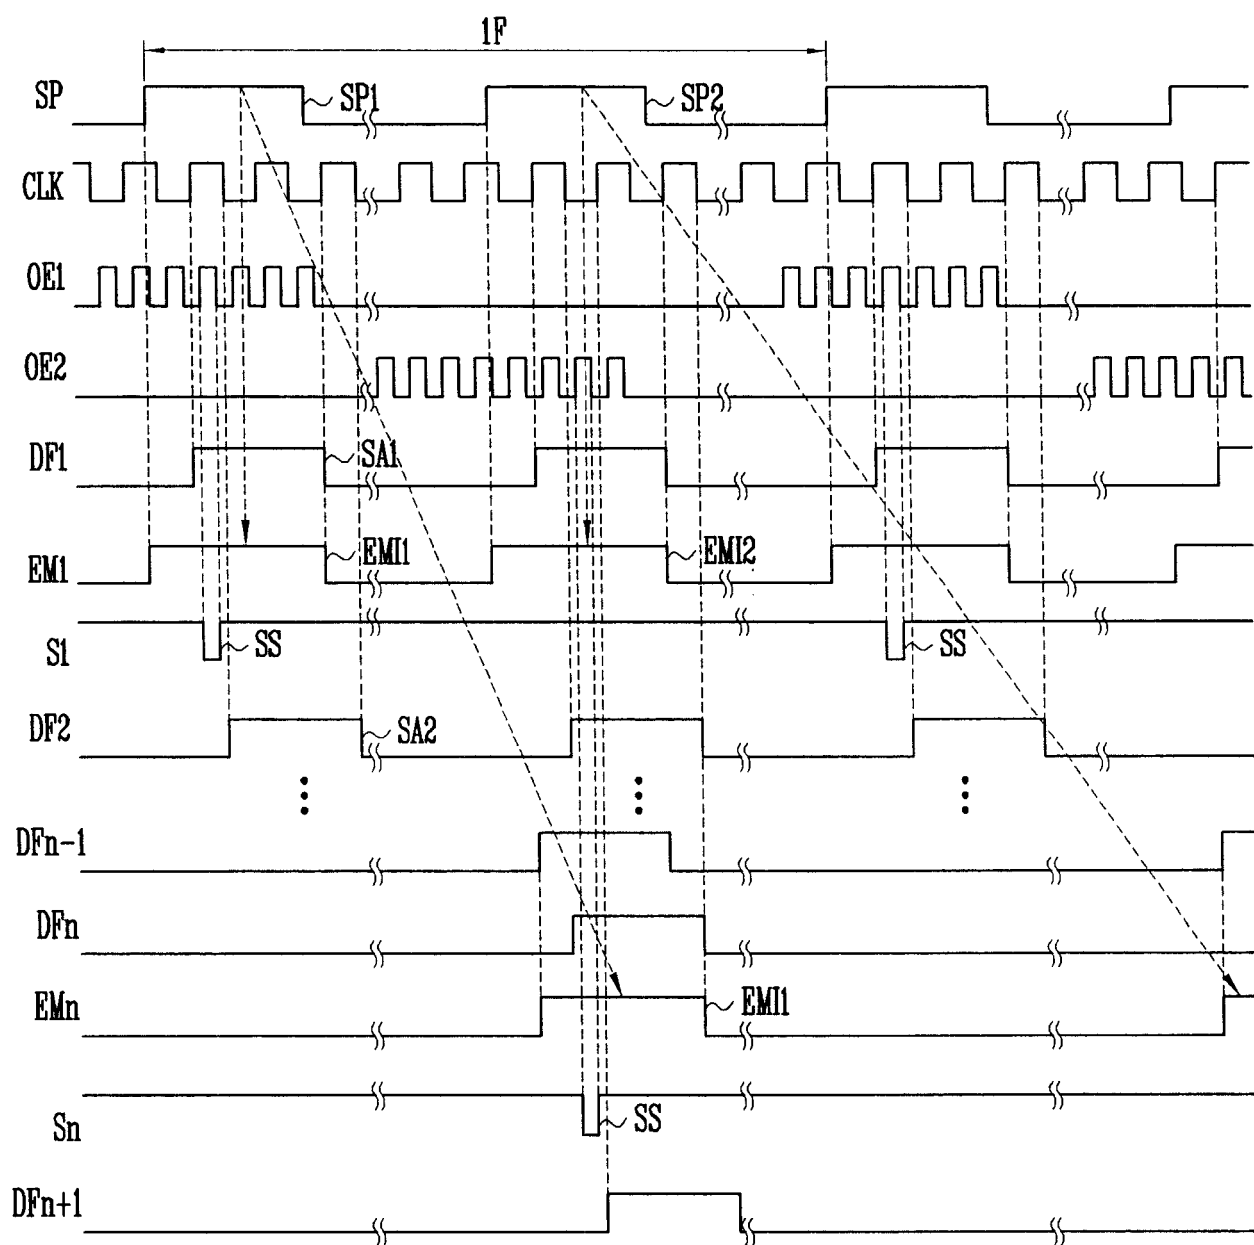 1F
SP SP1 SP2
CLK
OE1
OE2
DF1 SA1
EM1 EMI1 EMI2
S1 SS SS
DF2 SA2
DFn-1
DFn
EMn EMI1
Sn SS
DFn+1